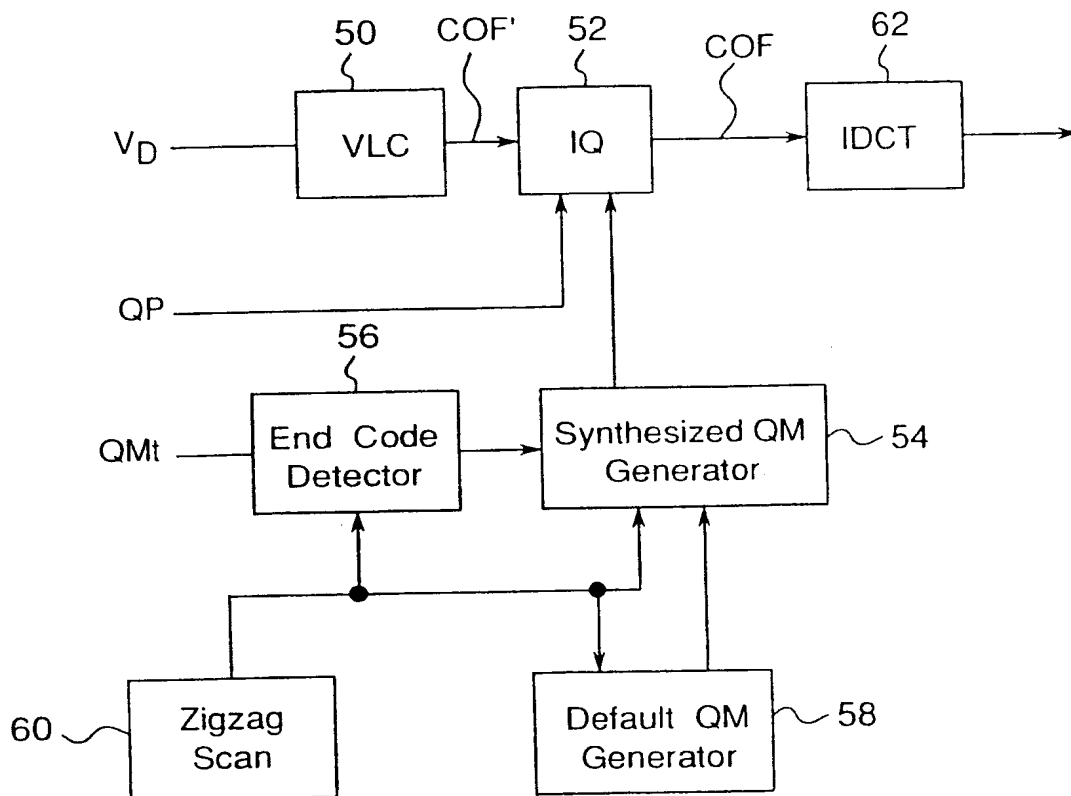 50
COF'
52
COF
62
VD
VLC
IQ
IDCT
QP
56
QMt
End Code
Detector
Synthesized QM
Generator
54
60
Zigzag
Scan
Default QM
Generator
58